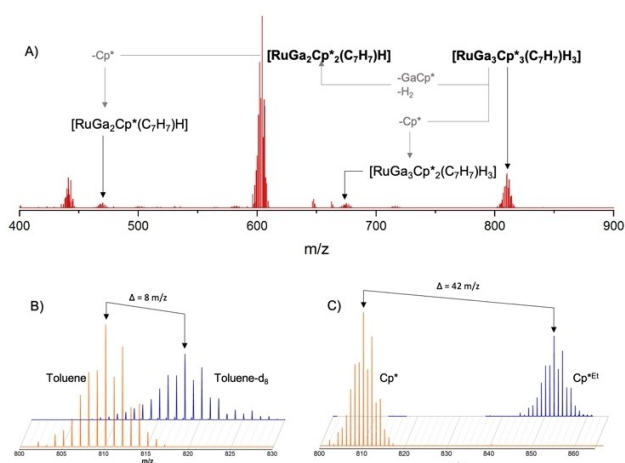 A)
-Cp*
[RuGa₂Cp*₂(C₇H₇)H]
[RuGa₃Cp*₃(C₇H₇)H₃]
-GaCp*
-H₂
[RuGa₂Cp*(C₇H₇)H]
-Cp*
[RuGa₃Cp*₂(C₇H₇)H₃]
400 500 600 700 800 900
m/z
B)
Δ = 8 m/z
Toluene
Toluene-d₈
800 805 810 815 820 825 830
m/z
C)
Δ = 42 m/z
Cp*
Cp*ᴱᵗ
800 810 820 830 840 850 860